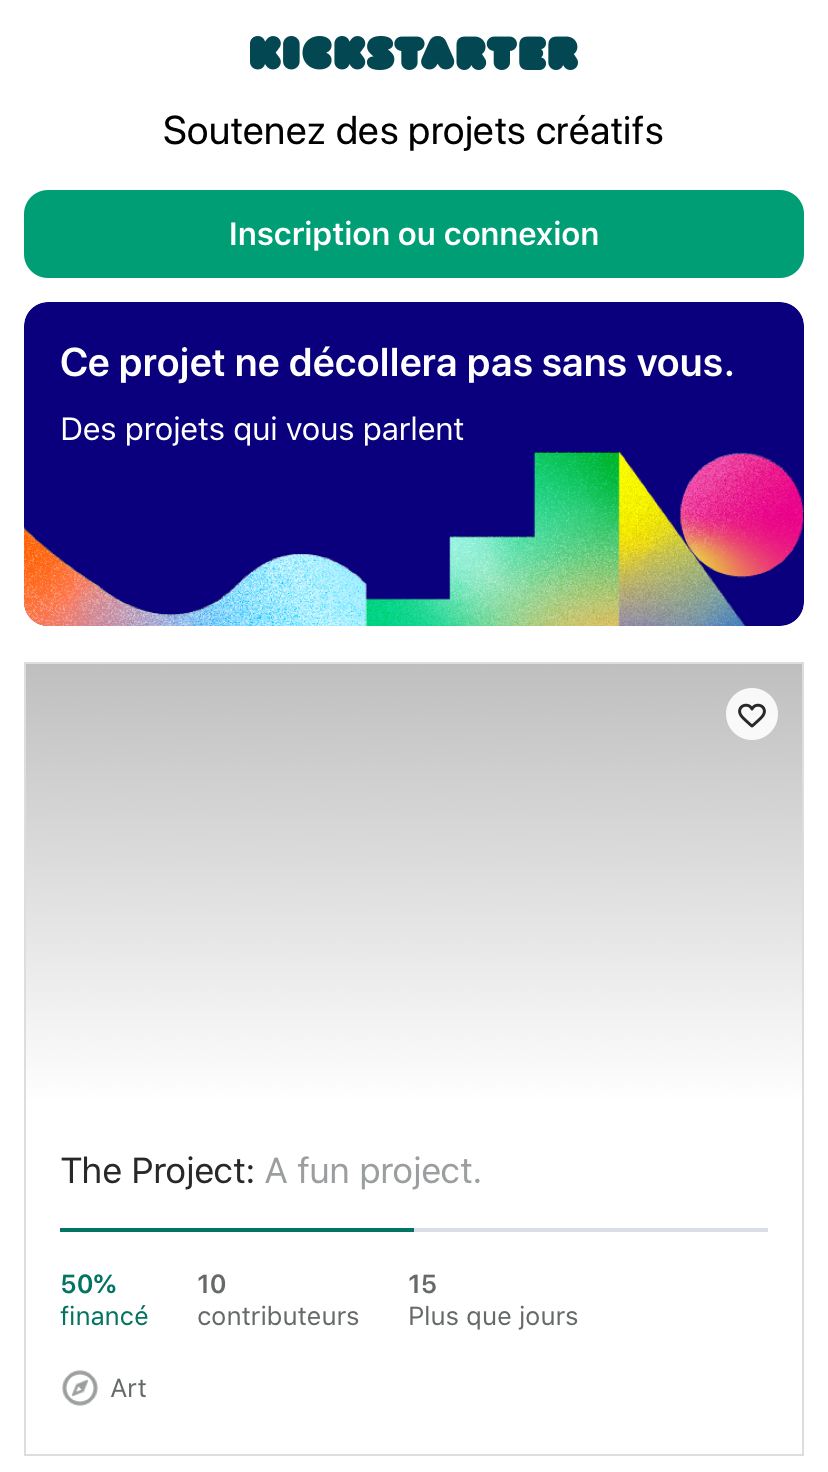 KICKSTARTER
Soutenez des projets créatifs
Inscription ou connexion
Ce projet ne décollera pas sans vous.
Des projets qui vous parlent
The Project: A fun project.
50% 10 15
financé contributeurs Plus que jours
Art